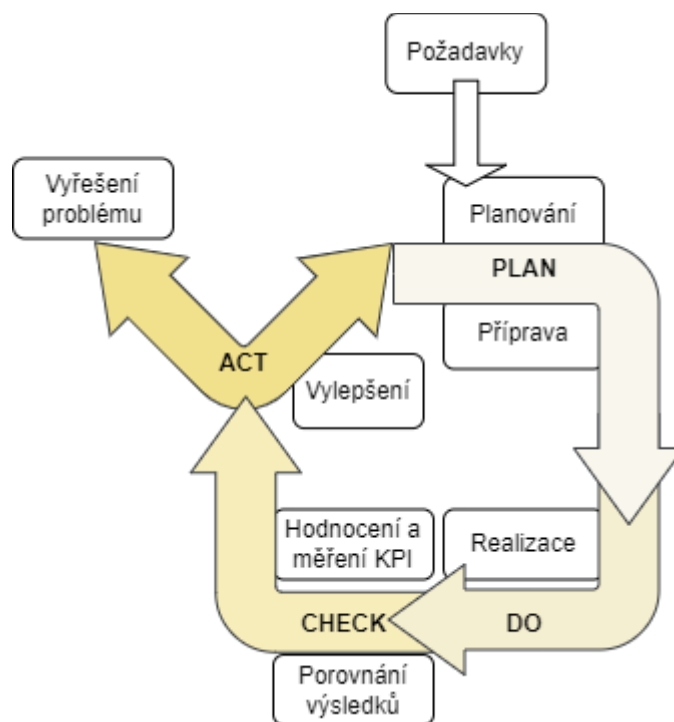 Požadavky
Vyřešení
problému
Planování
PLAN
Příprava
ACT
Vylepšení
Hodnocení a
měření KPI
Realizace
CHECK
DO
Porovnání
výsledků